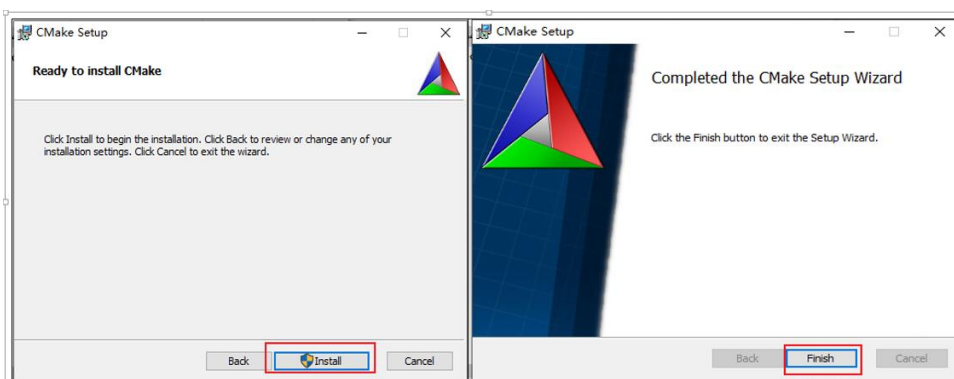 CMake Setup
Ready to install CMake
Click Install to begin the installation. Click Back to review or change any of your
installation settings. Click Cancel to exit the wizard.
Back
Install
Cancel
CMake Setup
Completed the CMake Setup Wizard
Click the Finish button to exit the Setup Wizard.
Back
Finish
Cancel